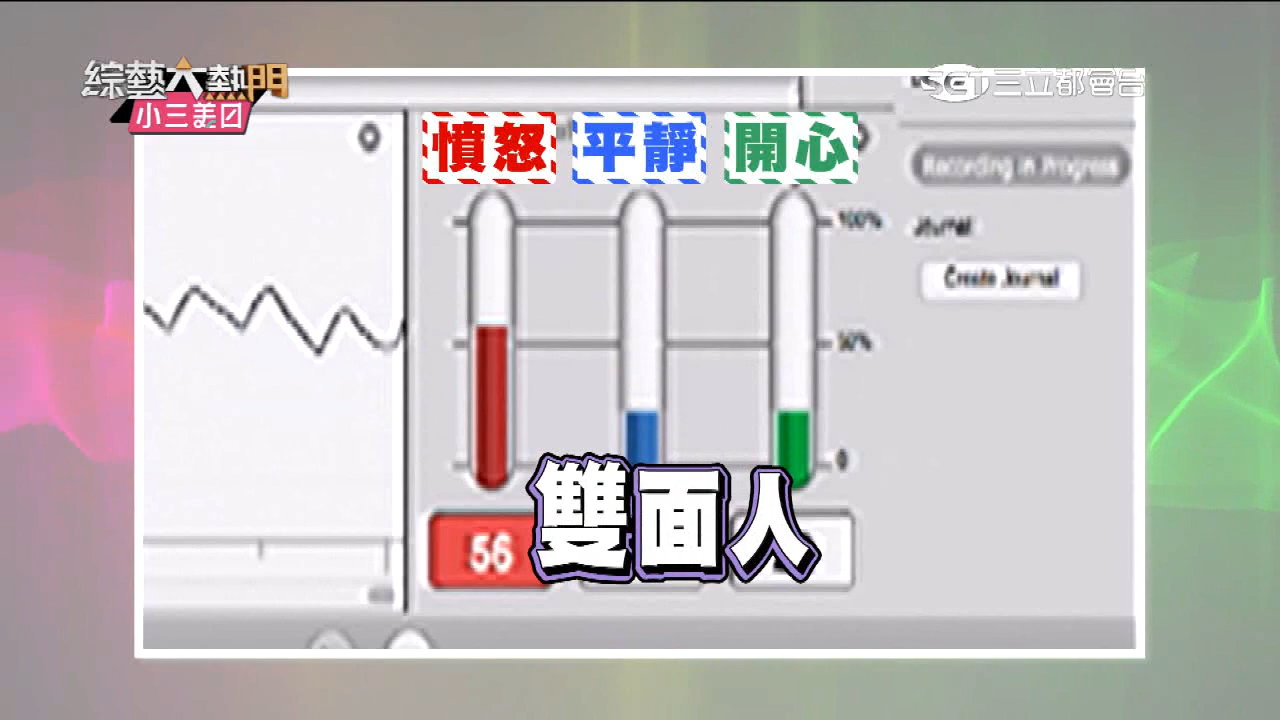 綜藝大熱門
小三美日
SET三立都會台
憤怒 平靜 開心
Recording in Progress
100%
Journal:
Create Journal
50%
0
雙面人
56